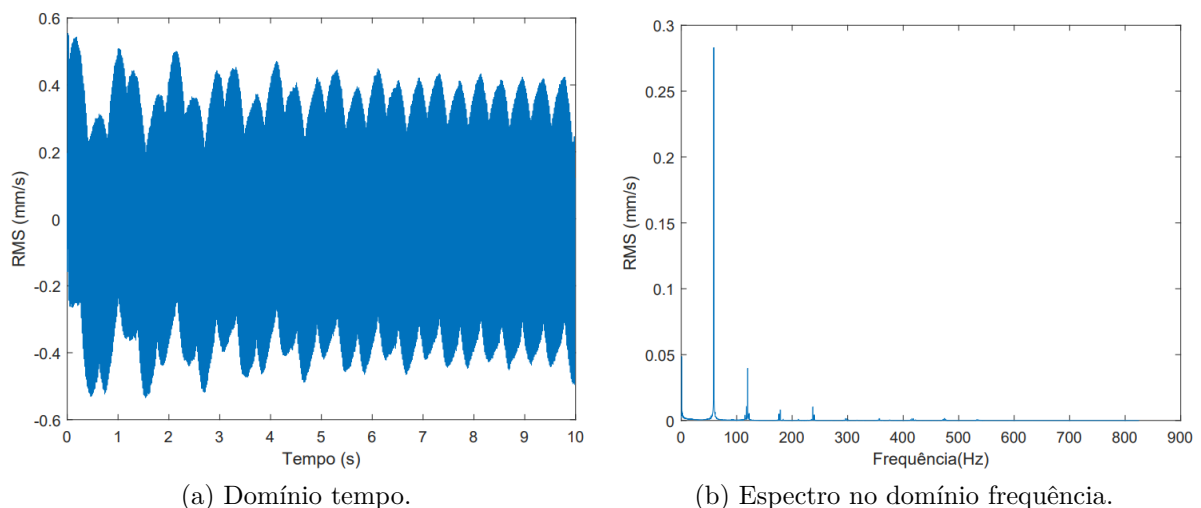 0.6
0.4
0.2
0
-0.2
-0.4
-0.6
RMS (mm/s)
0 1 2 3 4 5 6 7 8 9 10
Tempo (s)
(a) Domínio tempo.
0.3
0.25
0.2
0.15
0.1
0.05
0
RMS (mm/s)
0 100 200 300 400 500 600 700 800 900
Frequência(Hz)
(b) Espectro no domínio frequência.